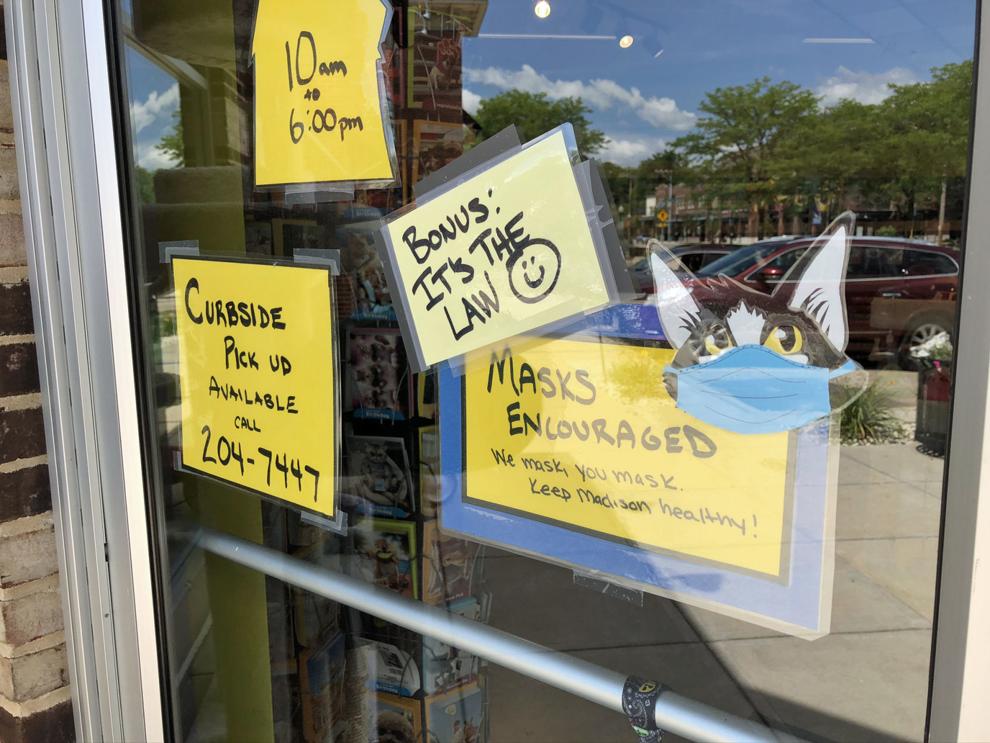 10am
to
6:00pm
BONUS:
IT'S THE
LAW
CURBSIDE
PICK UP
AVAILABLE
CALL
204-7447
MASKS
ENCOURAGED
We mask, you mask.
Keep Madison healthy!